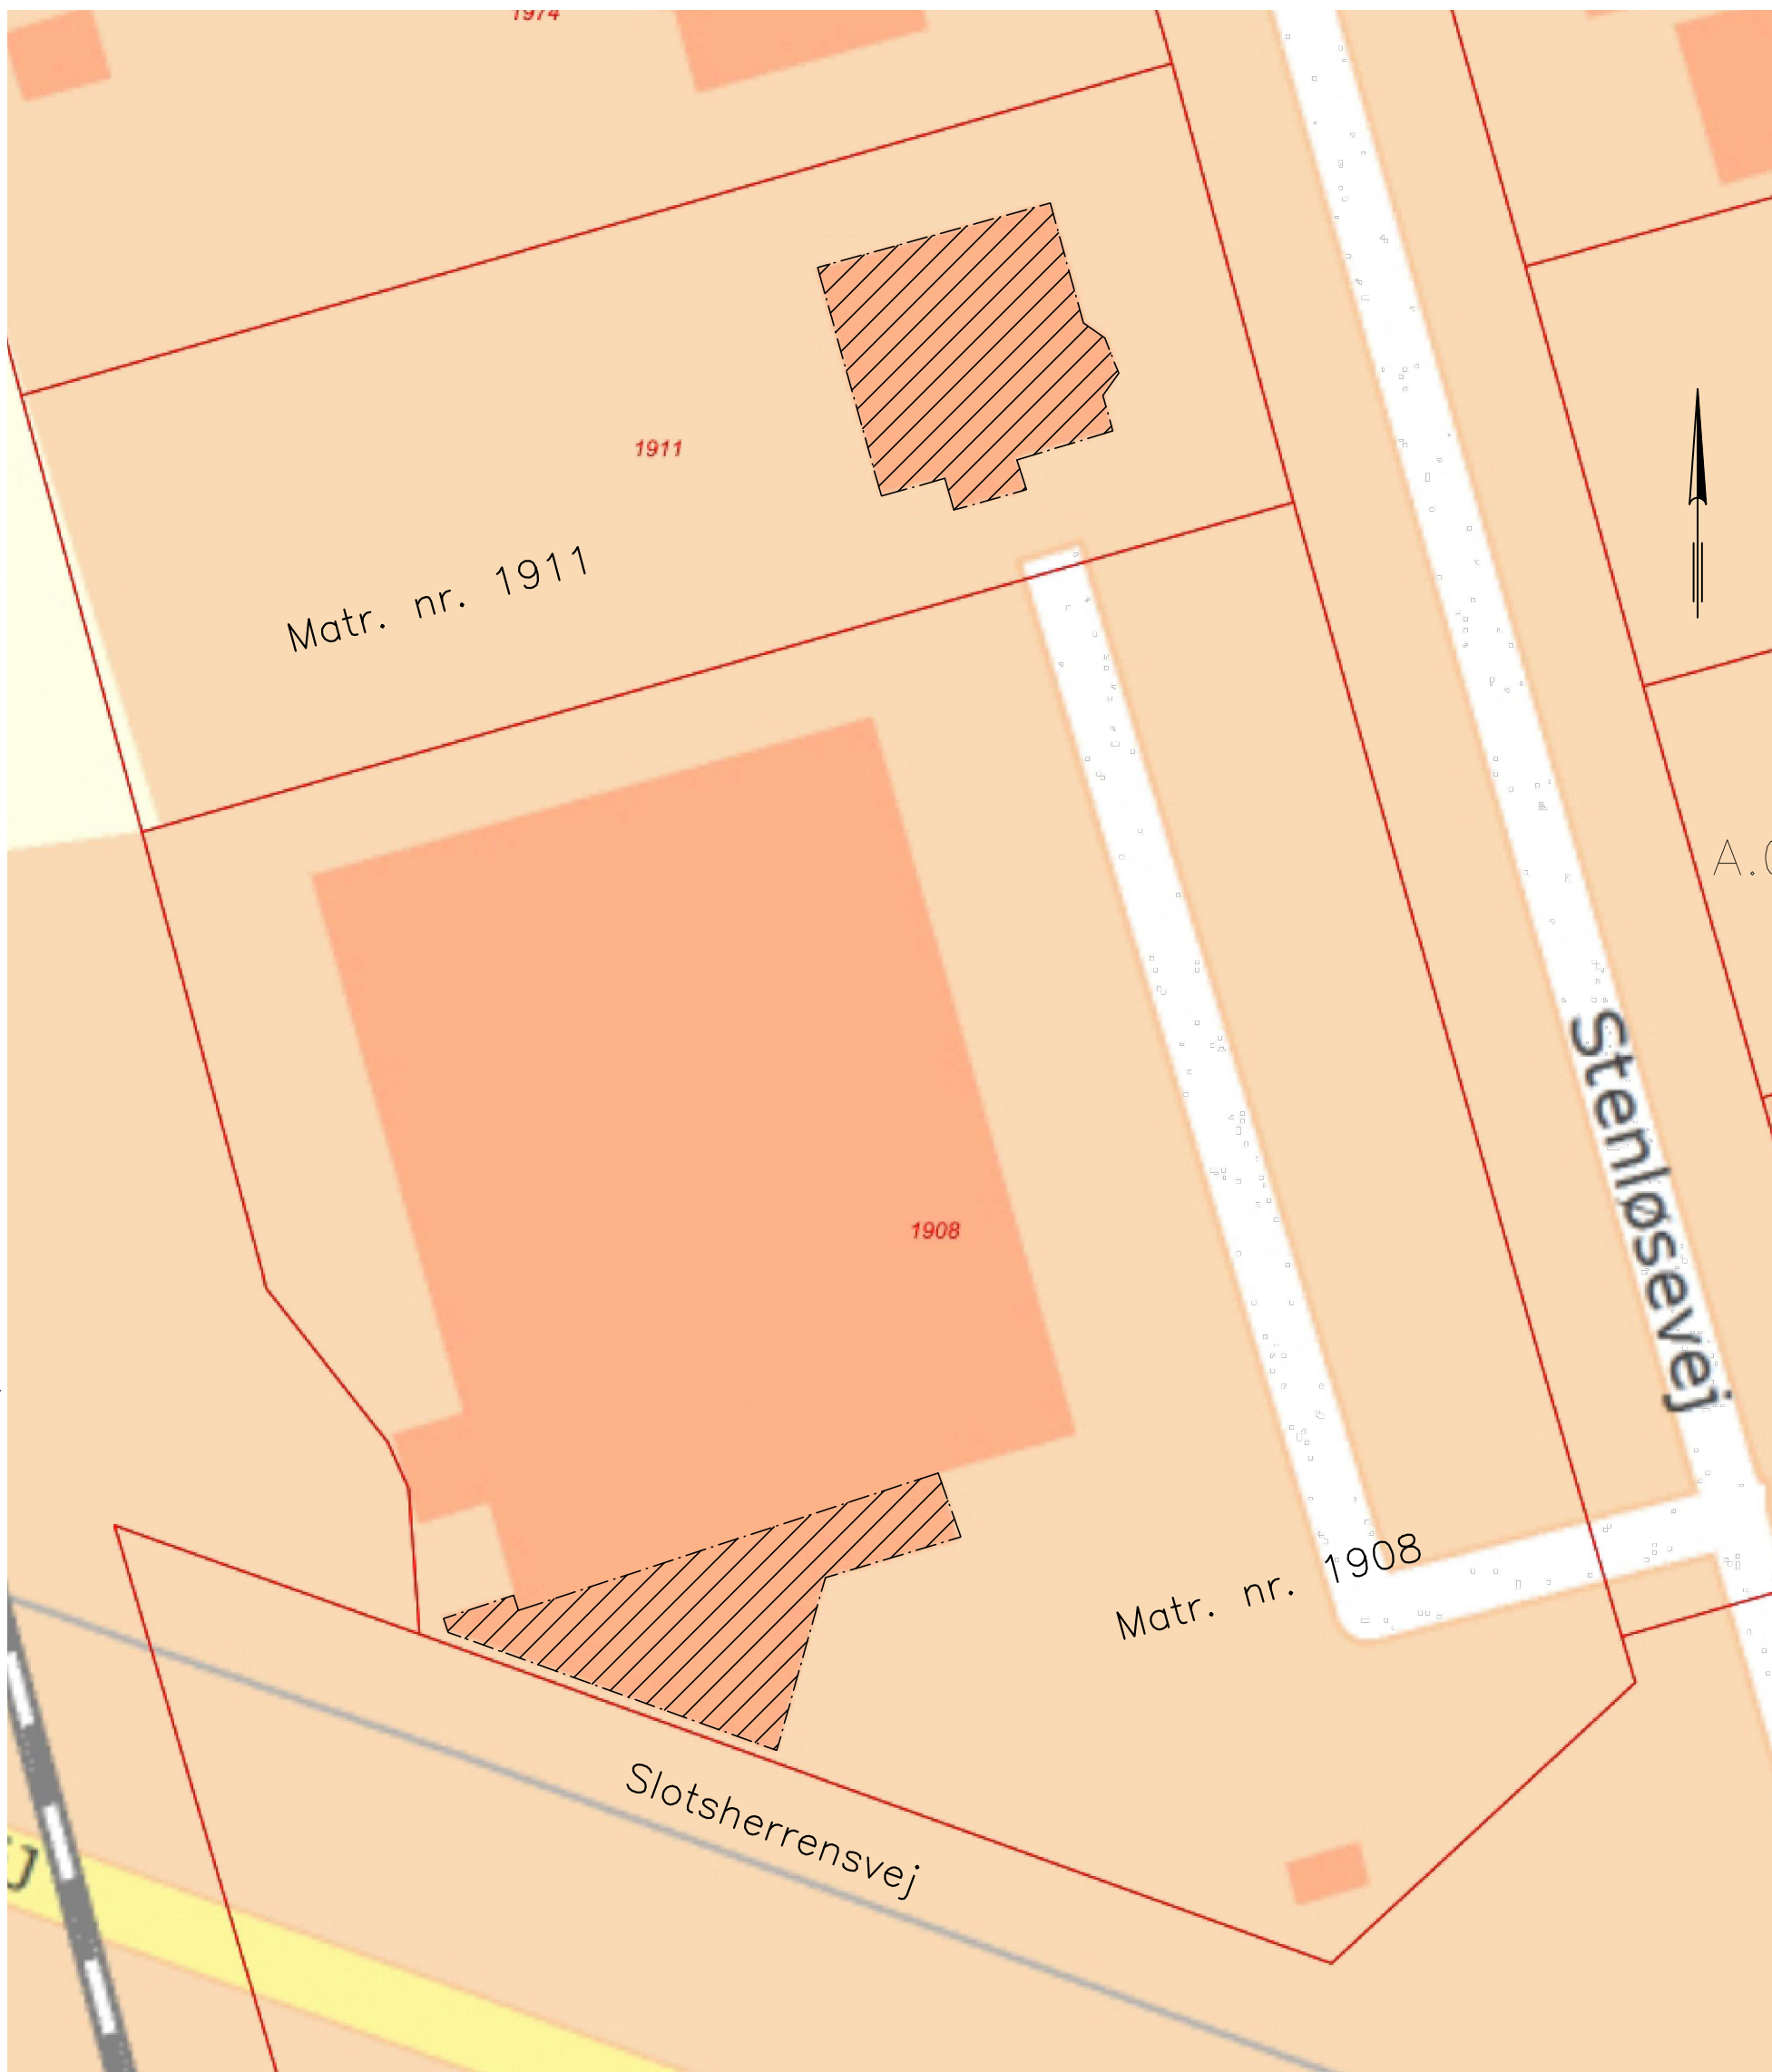 1974
1911
Matr. nr. 1911
Stenløsevej
1908
Matr. nr. 1908
Slotsherrensvej